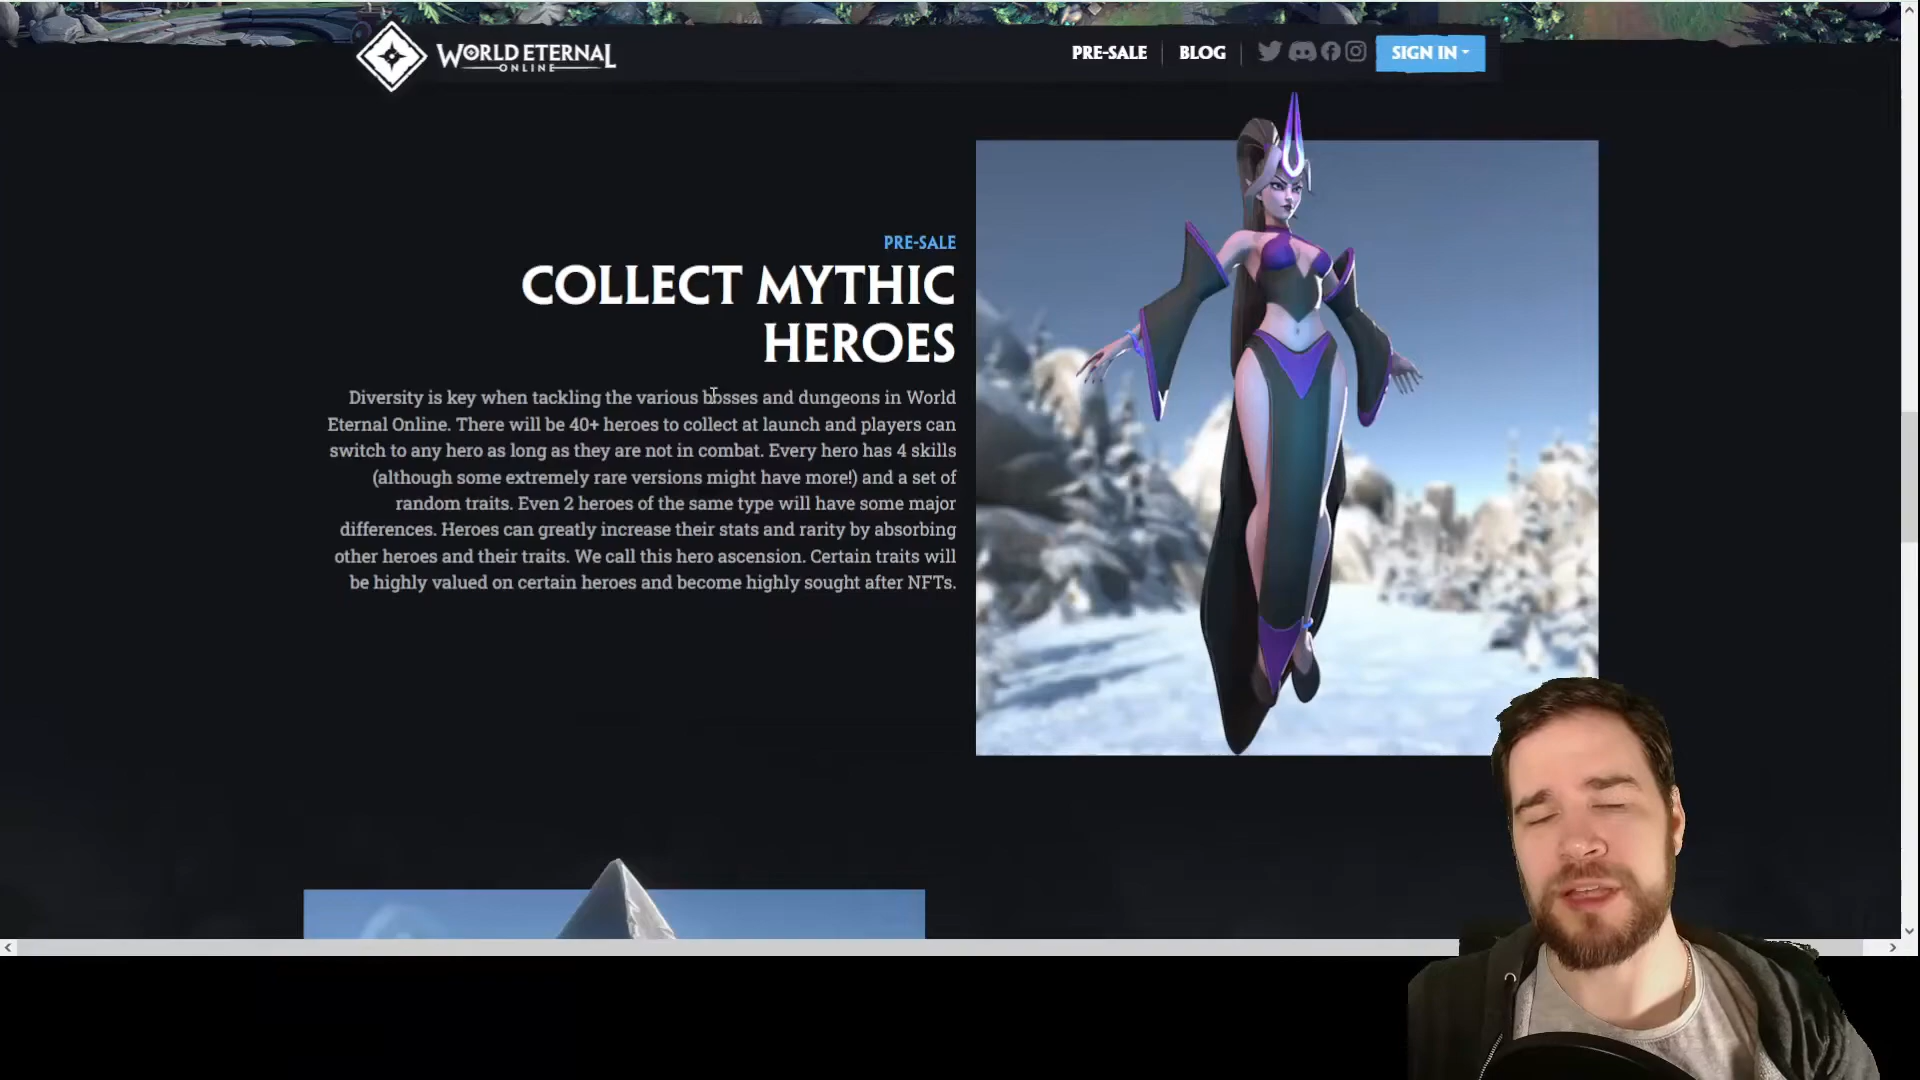 WORLD ETERNAL
ONLINE
PRE-SALE
BLOG
SIGN IN
PRE-SALE
COLLECT MYTHIC
HEROES
Diversity is key when tackling the various bosses and dungeons in World
Eternal Online. There will be 40+ heroes to collect at launch and players can
switch to any hero as long as they are not in combat. Every hero has 4 skills
(although some extremely rare versions might have more!) and a set of
random traits. Even 2 heroes of the same type will have some major
differences. Heroes can greatly increase their stats and rarity by absorbing
other heroes and their traits. We call this hero ascension. Certain traits will
be highly valued on certain heroes and become highly sought after NFTs.